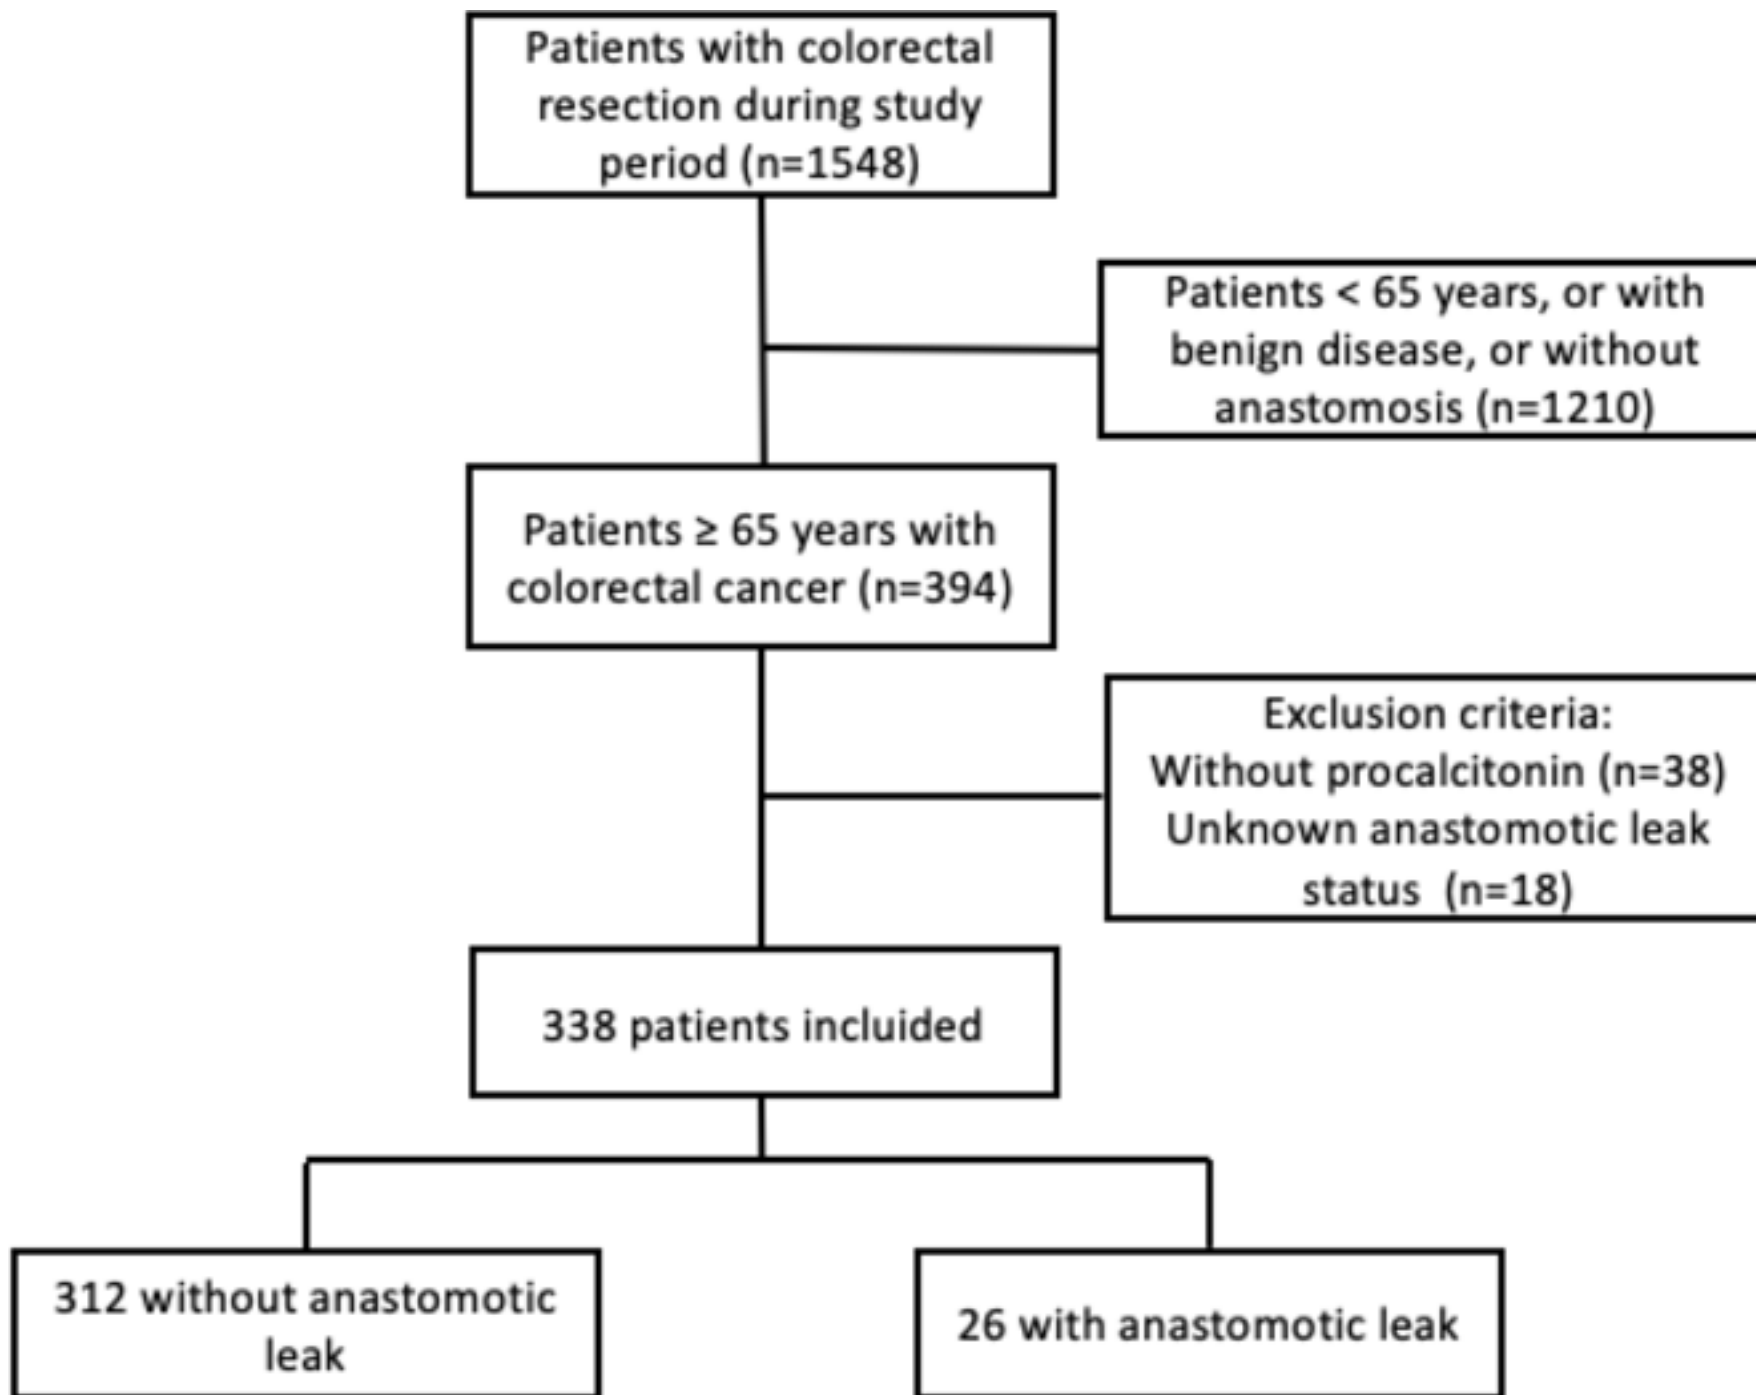 Patients with colorectal
resection during study
period (n=1548)
Patients < 65 years, or with
benign disease, or without
anastomosis (n=1210)
Patients ≥ 65 years with
colorectal cancer (n=394)
Exclusion criteria:
Without procalcitonin (n=38)
Unknown anastomotic leak
status (n=18)
338 patients incluided
312 without anastomotic
leak
26 with anastomotic leak